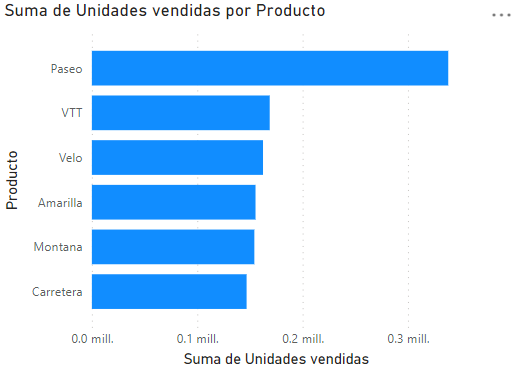 Suma de Unidades vendidas por Producto
Producto
Paseo
VTT
Velo
Amarilla
Montana
Carretera
0.0 mill. 0.1 mill. 0.2 mill. 0.3 mill.
Suma de Unidades vendidas